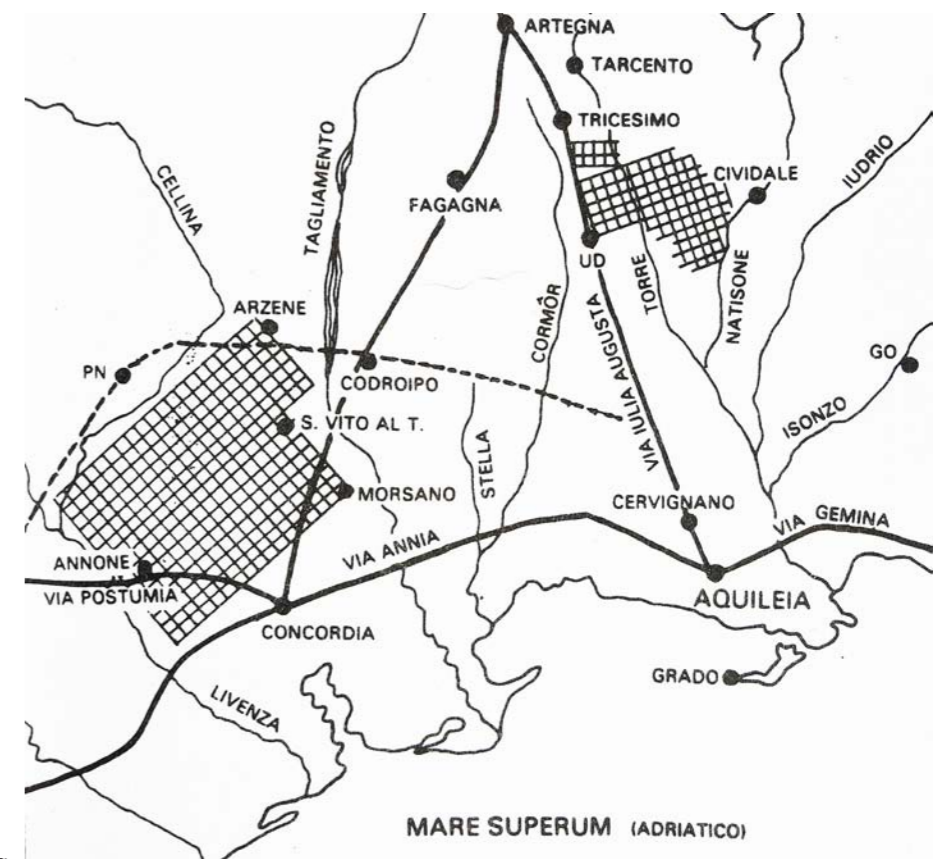 ARTEGNA
TARCENTO
TRICESIMO
CIVIDALE
IUDRIO
CELLINA
TAGLIAMENTO
FAGAGNA
UD
TORRE
NATISONE
ARZENE
CORMÔR
VIA IULIA AUGUSTA
GO
PN
CODROIPO
S. VITO AL T.
ISONZO
STELLA
MORSANO
CERVIGNANO
VIA GEMINA
ANNONE
VIA ANNIA
VIA POSTUMIA
AQUILEIA
CONCORDIA
GRADO
LIVENZA
MARE SUPERUM (ADRIATICO)